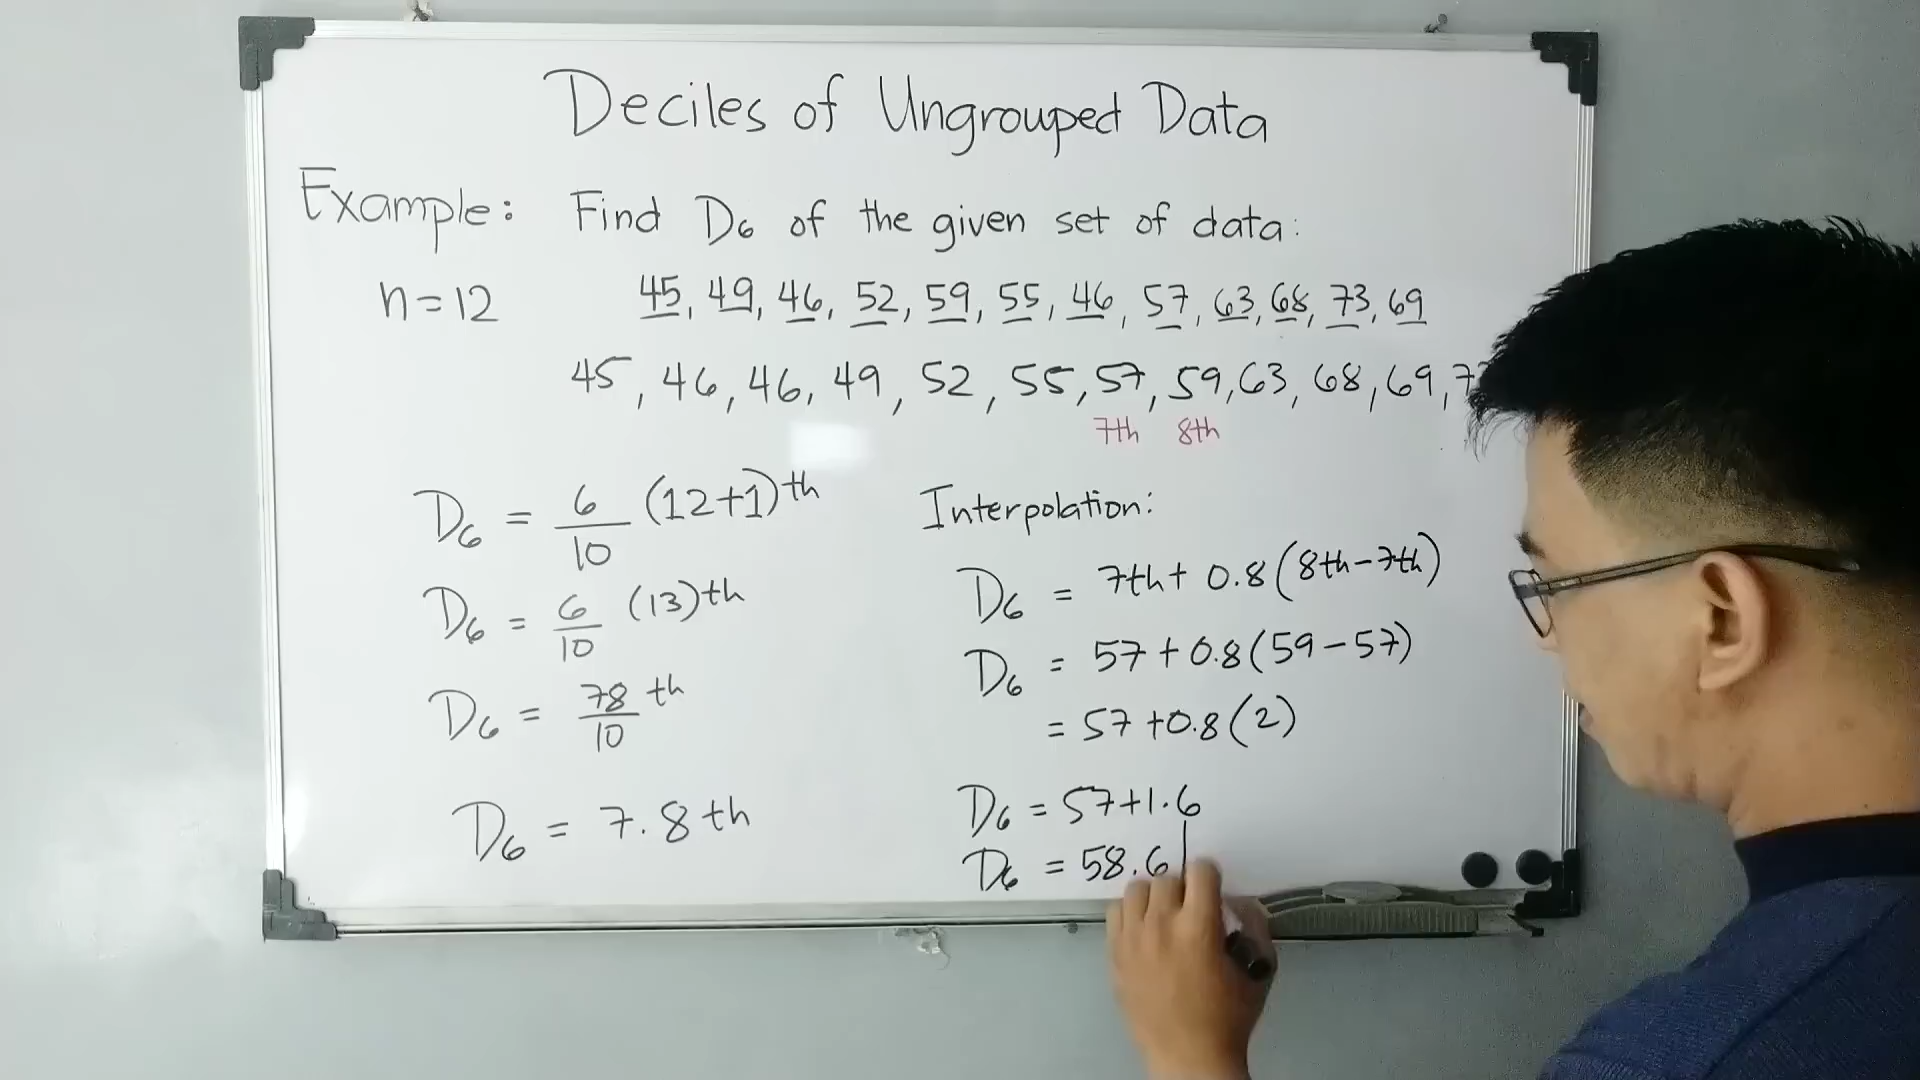 Deciles of Ungrouped Data
Example: Find D6 of the given set of data:
n=12 45, 49, 46, 52, 59, 55, 46, 57, 63, 68, 73, 69
45, 46, 46, 49, 52, 55, 57, 59, 63, 68, 69,
7th 8th
D6 = 6/10 (12+1)th
D6 = 6/10 (13)th
D6 = 78/10 th
D6 = 7.8th
Interpolation:
D6 = 7th + 0.8(8th-7th)
D6 = 57 + 0.8(59-57)
= 57 + 0.8(2)
D6 = 57+1.6
D6 = 58.6